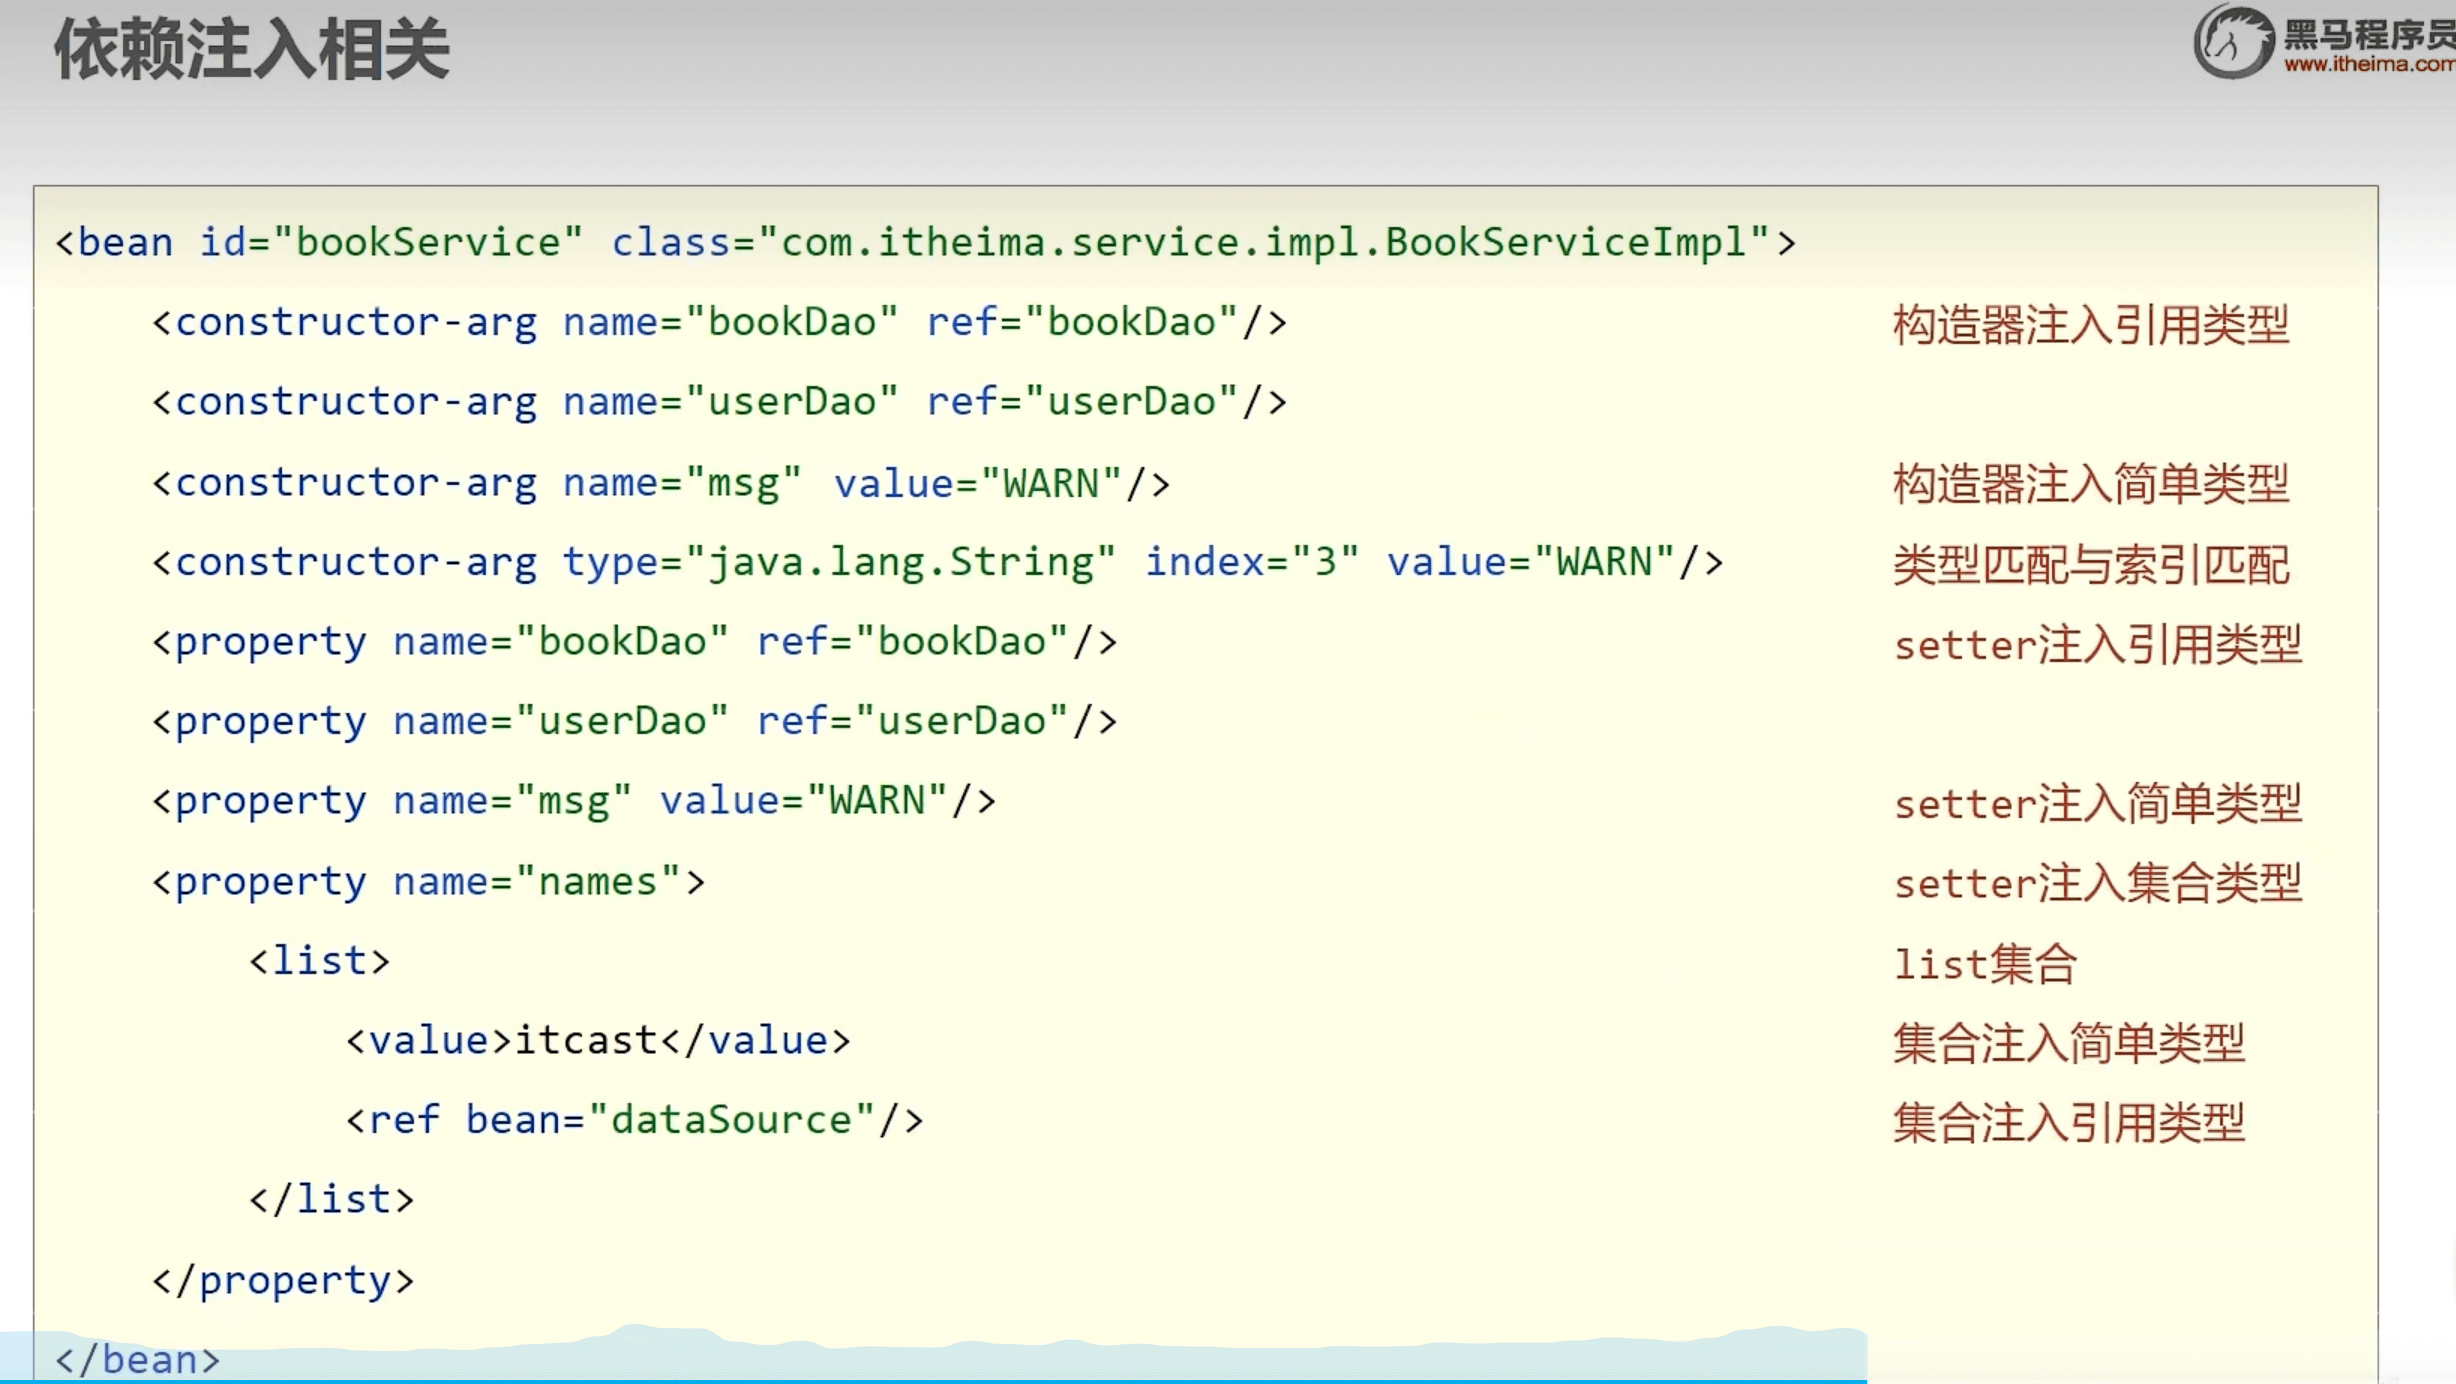 依赖注入相关
黑马程序员
www.itheima.com
<bean id="bookService" class="com.itheima.service.impl.BookServiceImpl">
<constructor-arg name="bookDao" ref="bookDao"/> 构造器注入引用类型
<constructor-arg name="userDao" ref="userDao"/>
<constructor-arg name="msg" value="WARN"/> 构造器注入简单类型
<constructor-arg type="java.lang.String" index="3" value="WARN"/> 类型匹配与索引匹配
<property name="bookDao" ref="bookDao"/> setter注入引用类型
<property name="userDao" ref="userDao"/>
<property name="msg" value="WARN"/> setter注入简单类型
<property name="names"> setter注入集合类型
<list> list集合
<value>itcast</value> 集合注入简单类型
<ref bean="dataSource"/> 集合注入引用类型
</list>
</property>
</bean>